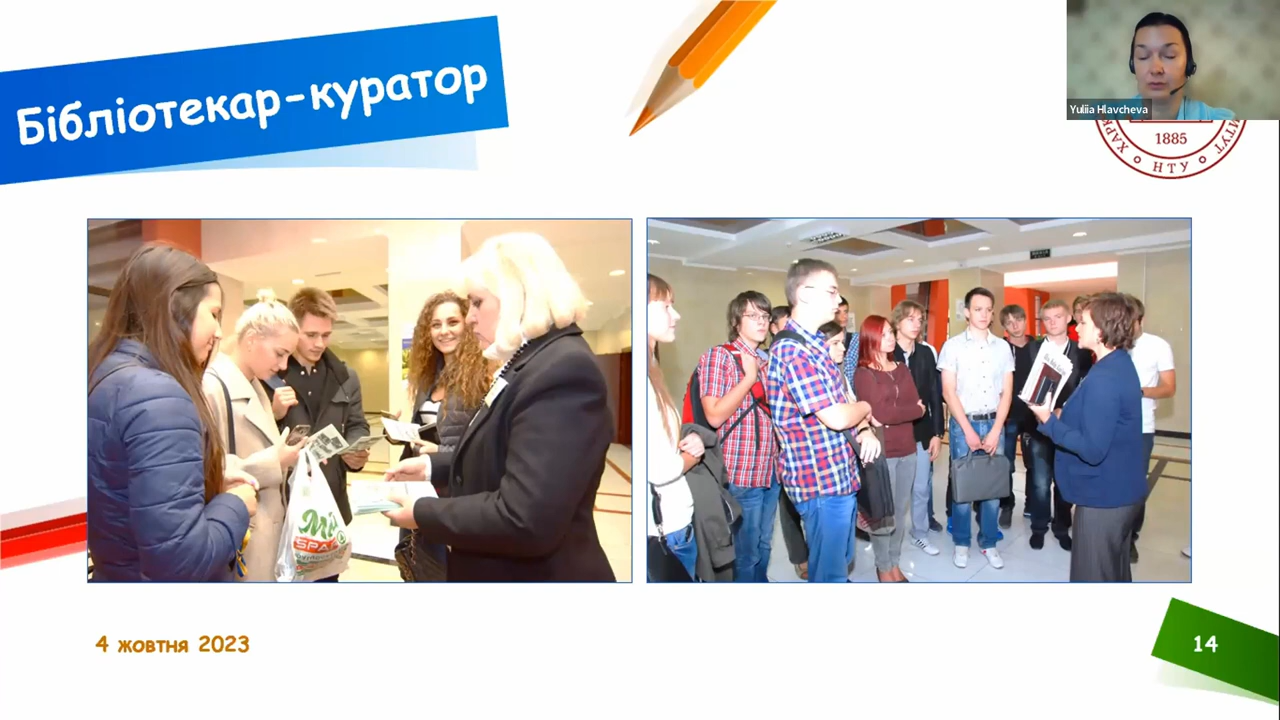 Бібліотекар-куратор
Yuliia Hlavcheva
1885
НТУ
4 жовтня 2023
14